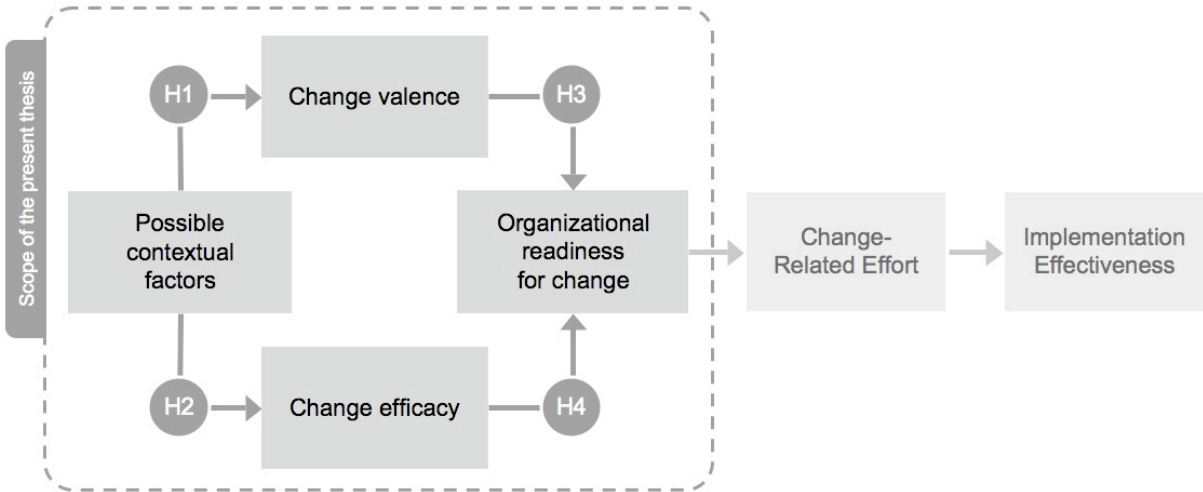 Scope of the present thesis
H1
Change valence
H3
Possible
contextual
factors
Organizational
readiness
for change
Change-
Related Effort
Implementation
Effectiveness
H2
Change efficacy
H4